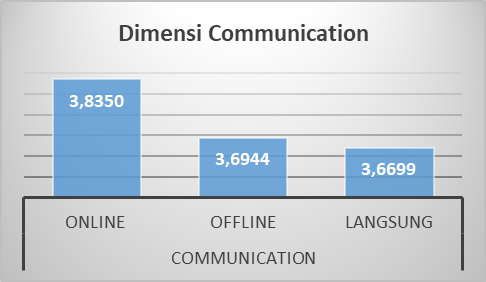 Dimensi Communication
3,8350
3,6944
3,6699
ONLINE OFFLINE LANGSUNG
COMMUNICATION